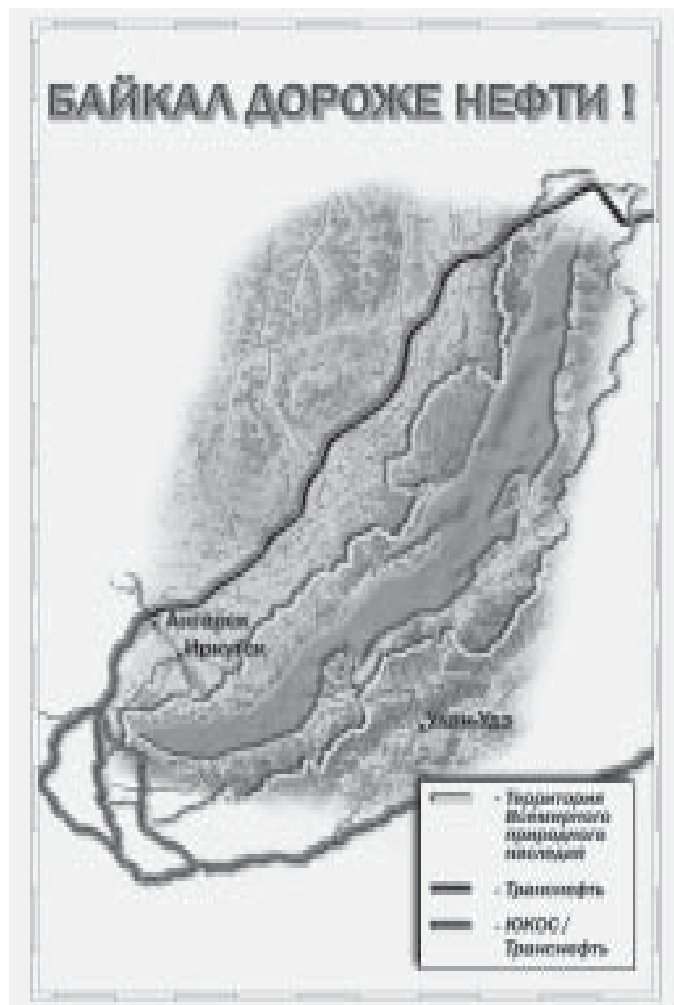 БАЙКАЛ ДОРОЖЕ НЕФТИ !
Ангарск
Иркутск
Улан-Удэ
- Территория
Всемирного
природного
наследия
- Транснефть
- ЮКОС /
Транснефть